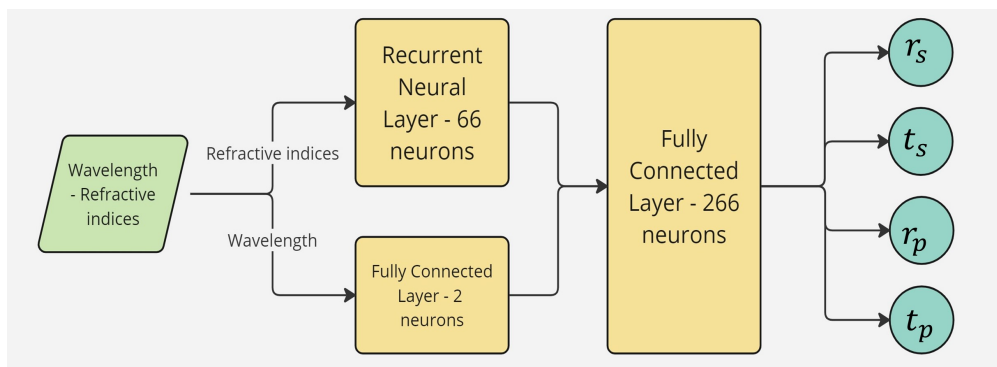 Wavelength
- Refractive
indices
Refractive indices
Wavelength
Recurrent
Neural
Layer - 66
neurons
Fully Connected
Layer - 2
neurons
Fully
Connected
Layer - 266
neurons
r_s
t_s
r_p
t_p